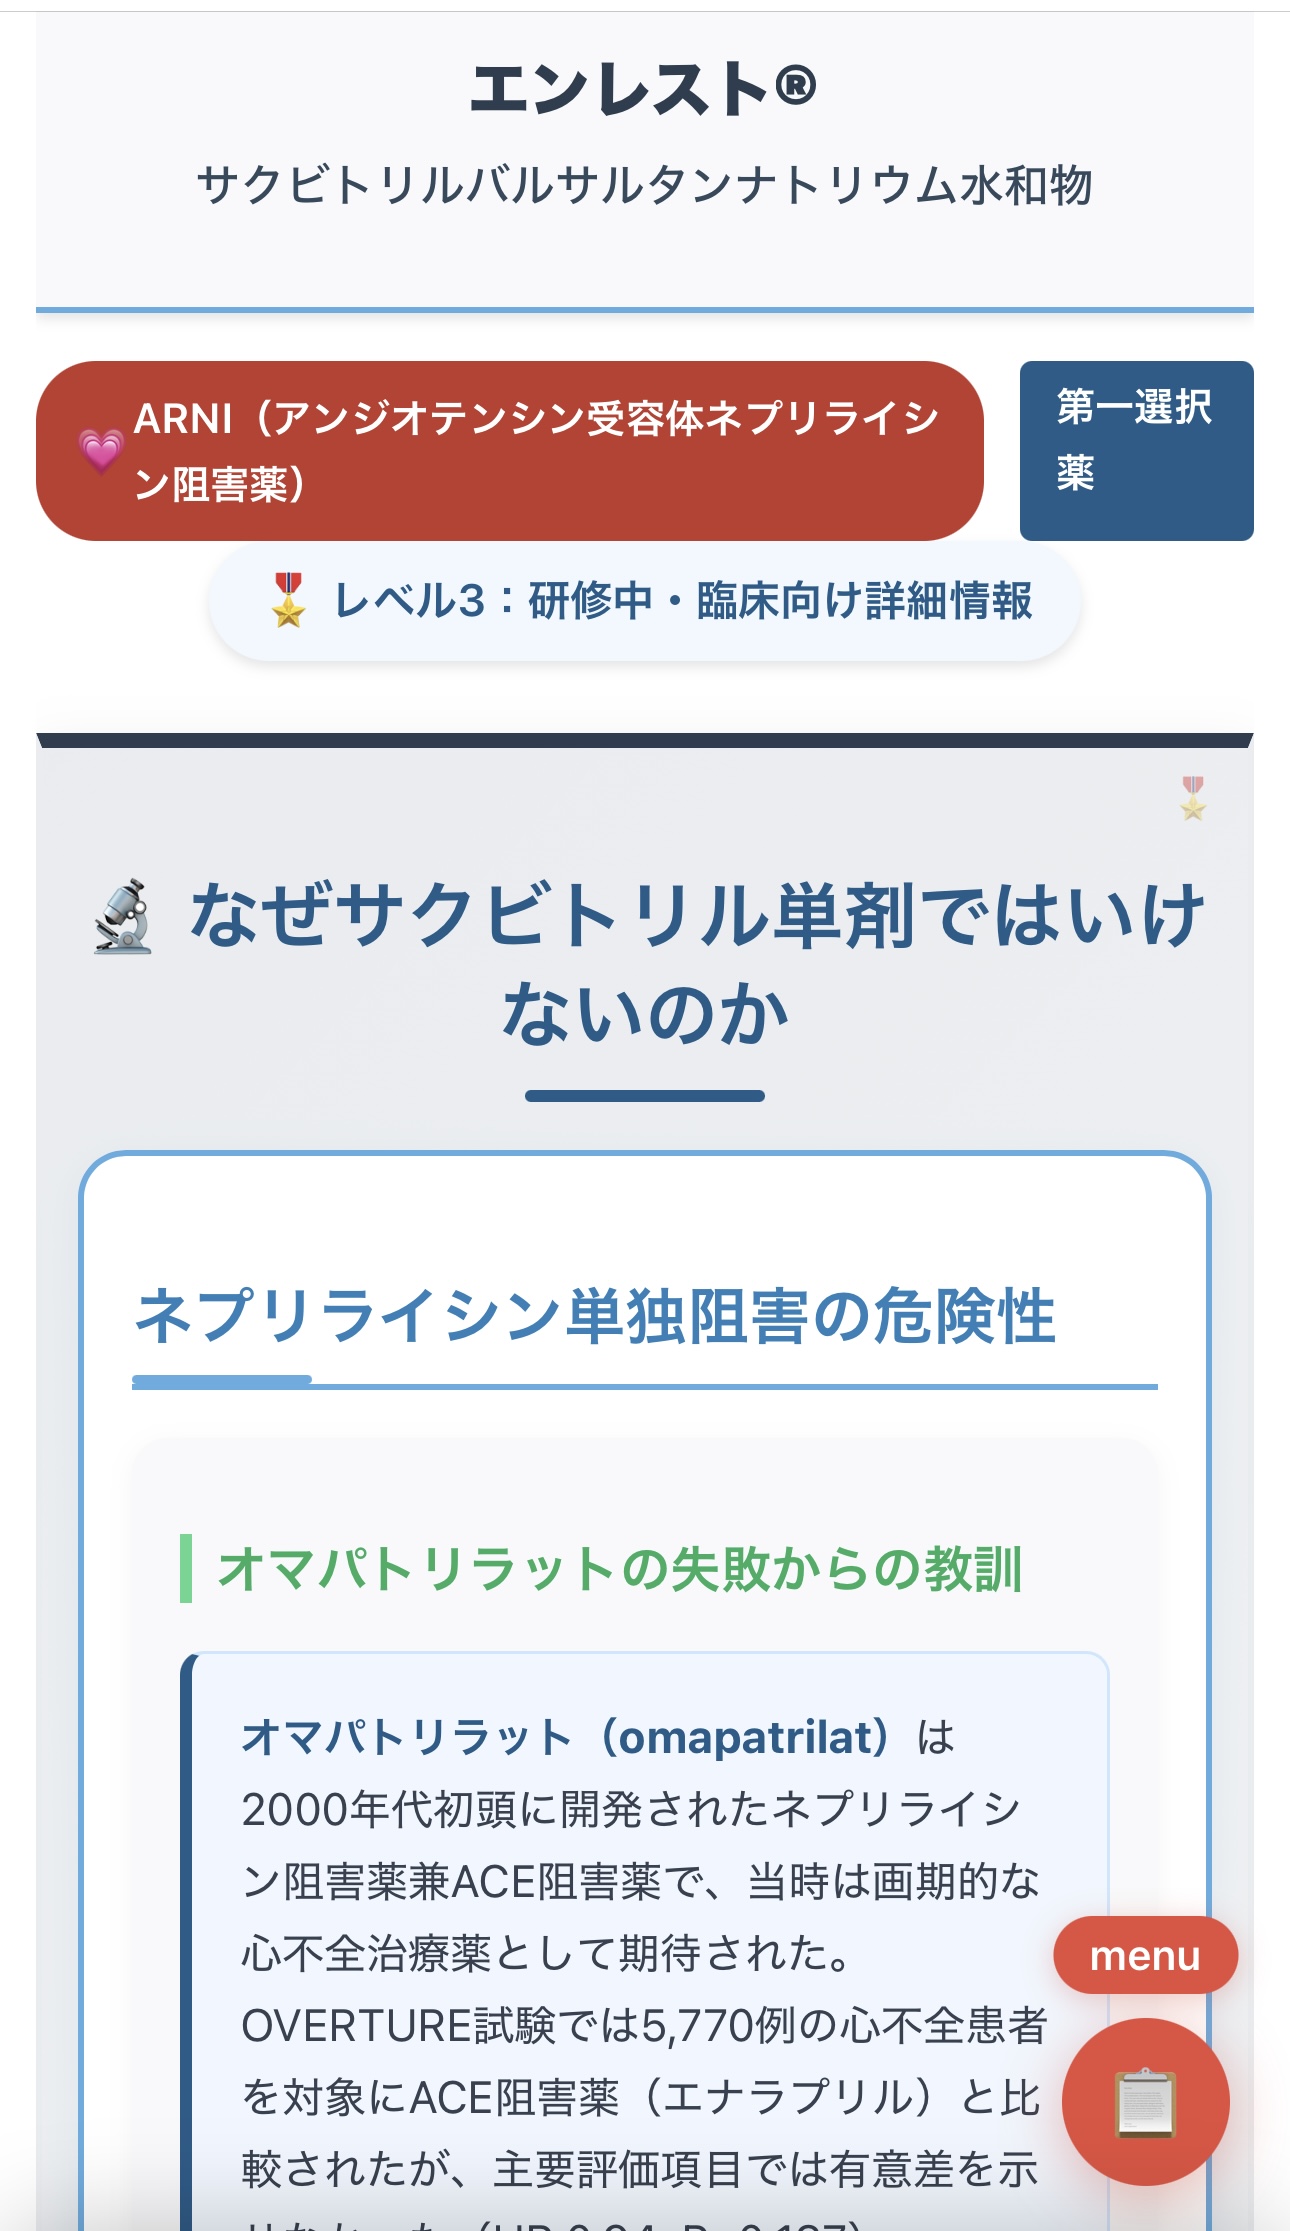 エンレスト®
サクビトリルバルサルタンナトリウム水和物
ARNI（アンジオテンシン受容体ネプリライシ
ン阻害薬）
第一選択
薬
レベル3：研修中・臨床向け詳細情報
なぜサクビトリル単剤ではいけ
ないのか
ネプリライシン単独阻害の危険性
オマパトリラットの失敗からの教訓
オマパトリラット（omapatrilat）は
2000年代初頭に開発されたネプリライシ
ン阻害薬兼ACE阻害薬で、当時は画期的な
心不全治療薬として期待された。
OVERTURE試験では5,770例の心不全患者
を対象にACE阻害薬（エナラプリル）と比
較されたが、主要評価項目では有意差を示
menu